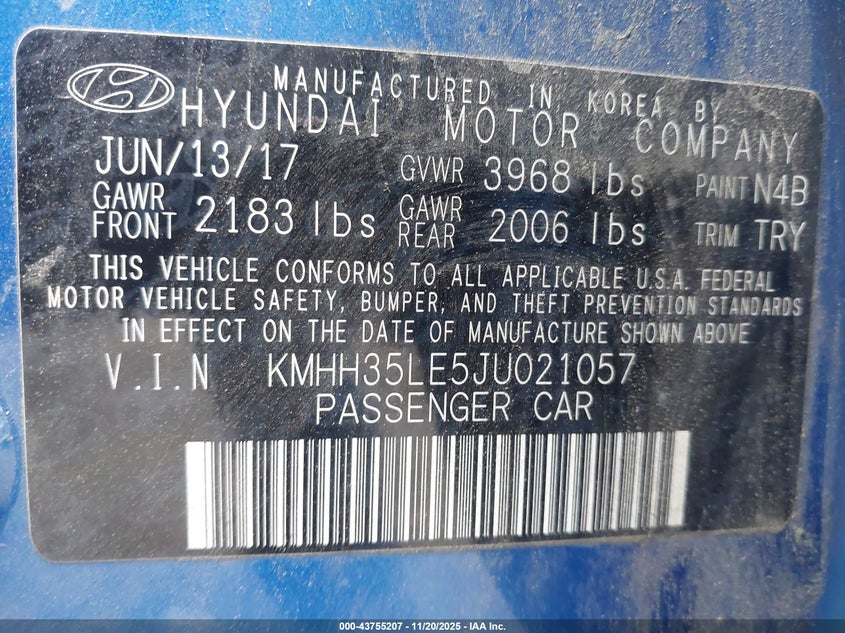 MANUFACTURED IN KOREA BY
HYUNDAI MOTOR COMPANY
JUN/13/17 GVWR 3968 lbs PAINT N4B
GAWR FRONT 2183 lbs GAWR REAR 2006 lbs TRIM TRY
THIS VEHICLE CONFORMS TO ALL APPLICABLE U.S.A. FEDERAL
MOTOR VEHICLE SAFETY, BUMPER, AND THEFT PREVENTION STANDARDS
IN EFFECT ON THE DATE OF MANUFACTURE SHOWN ABOVE
V.I.N KMHH35LE5JU021057
PASSENGER CAR
000-43755207 - 11/20/2025 - IAA Inc.